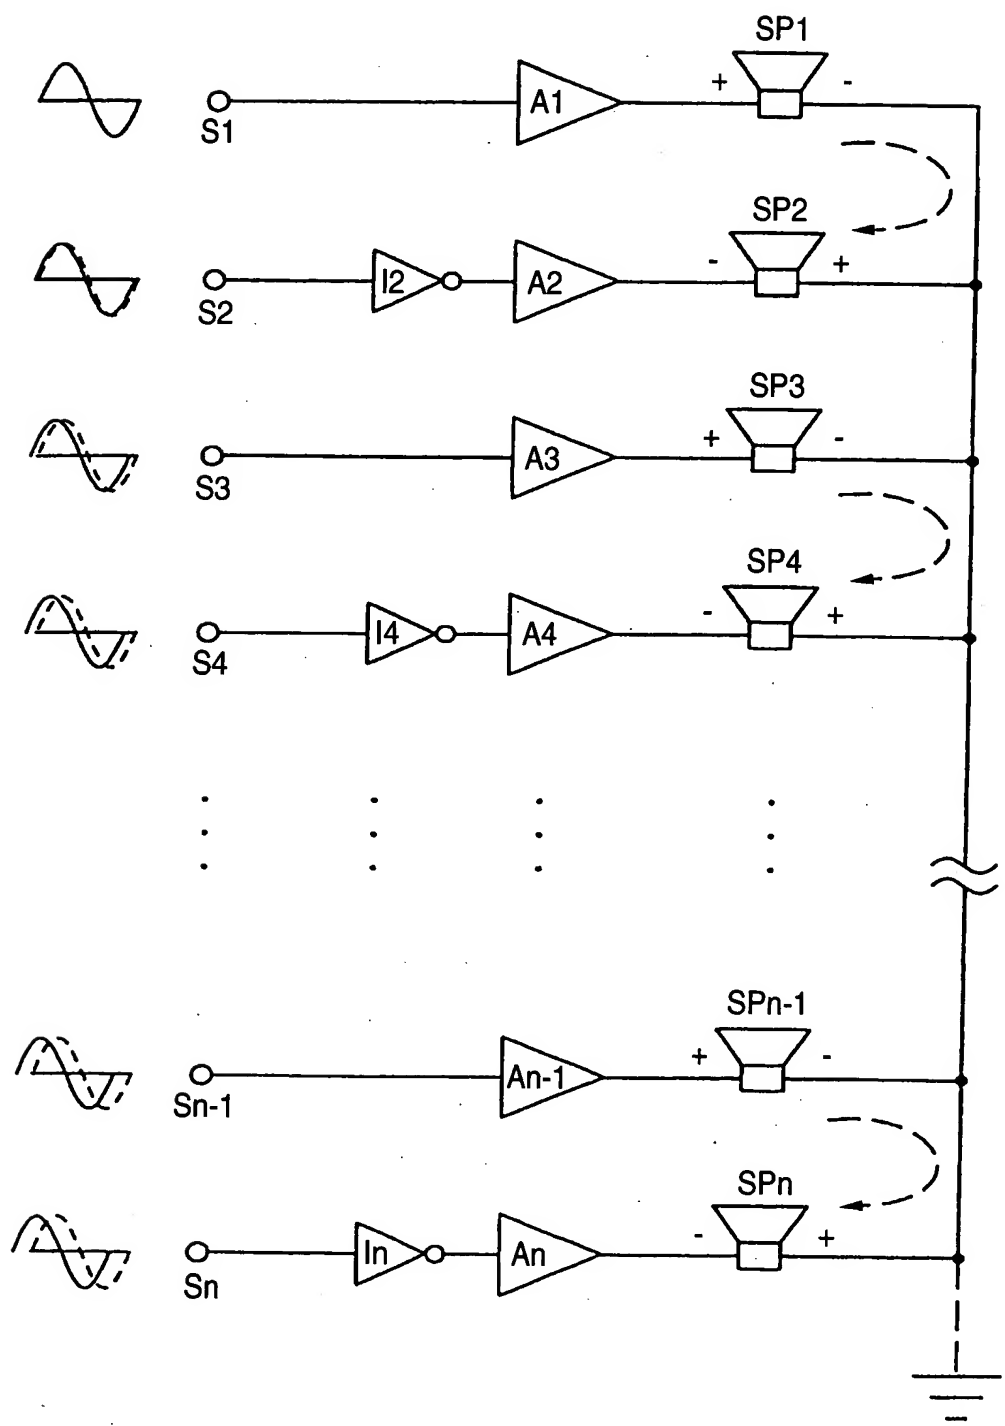 SP1
+ -
S1
A1
SP2
- +
S2
I2
A2
SP3
+ -
S3
A3
SP4
- +
S4
I4
A4
SPn-1
+ -
Sn-1
An-1
SPn
- +
Sn
In
An